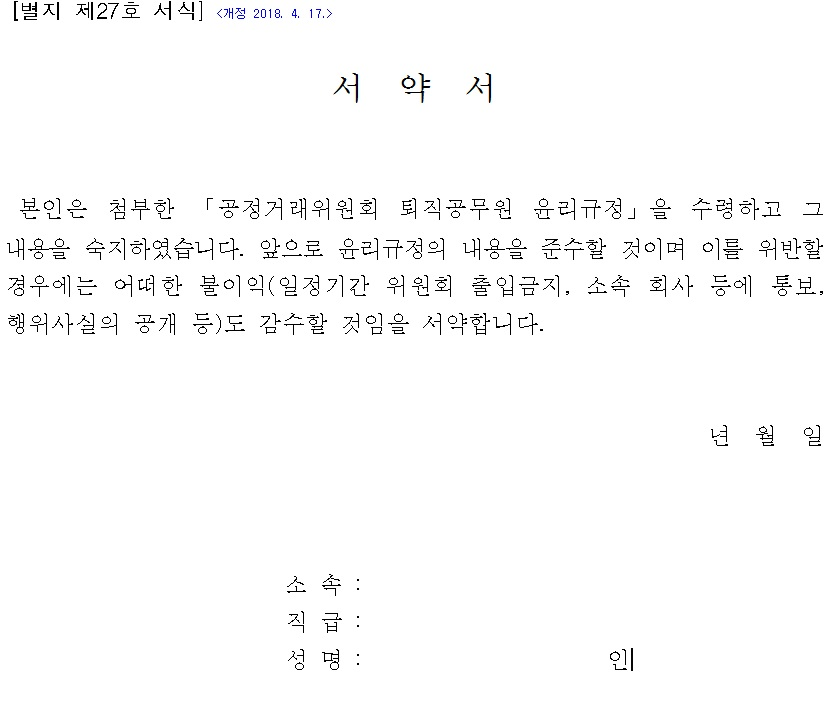 [별지 제27호 서식] <개정 2018. 4. 17.>
서 약 서
본인은 첨부한 「공정거래위원회 퇴직공무원 윤리규정」을 수령하고 그
내용을 숙지하였습니다. 앞으로 윤리규정의 내용을 준수할 것이며 이를 위반할
경우에는 어떠한 불이익(일정기간 위원회 출입금지, 소속 회사 등에 통보,
행위사실의 공개 등)도 감수할 것임을 서약합니다.
년 월 일
소 속 :
직 급 :
성 명 : 인